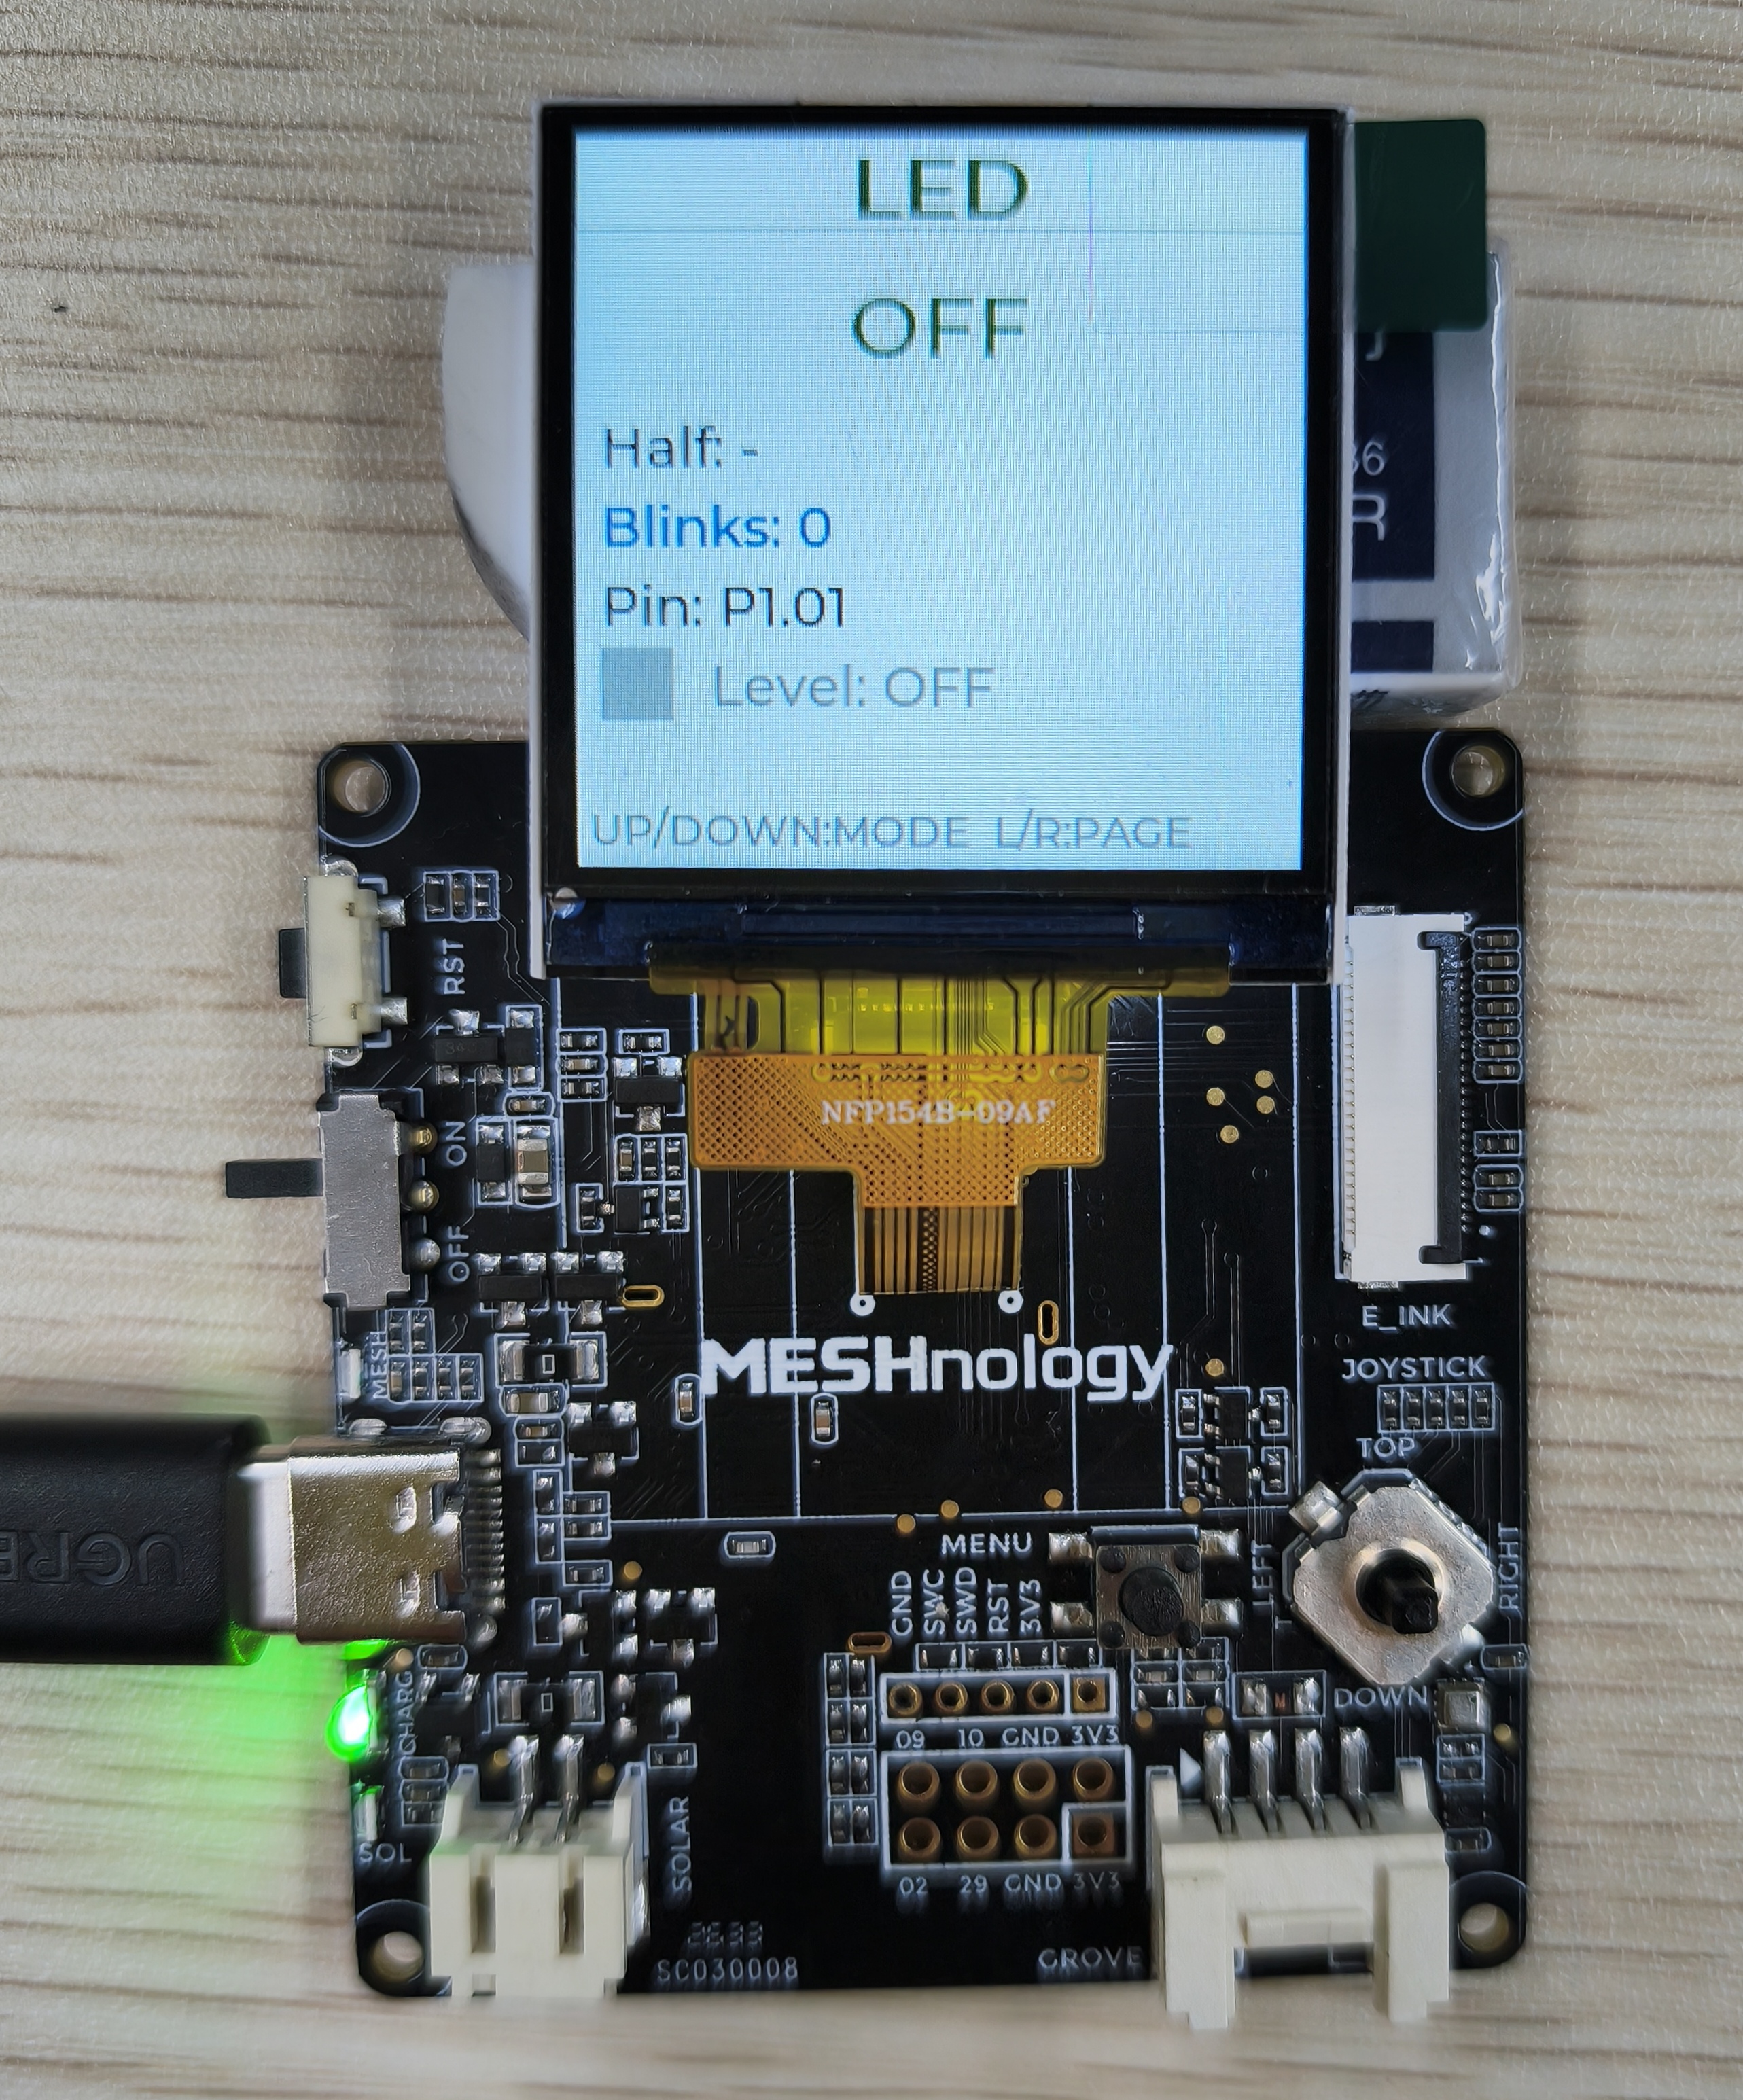 LED
OFF
Half: -
Blinks: 0
Pin: P1.01
Level: OFF
UP/DOWN:MODE L/R:PAGE
36
R
RST
ON
OFF
NFP154B-09AF
E_INK
MESH
MESHnology
JOYSTICK
TOP
LEFT
RIGHT
DOWN
MENU
GND
SWC
SWD
RST
3V3
09 10 GND 3V3
02 29 GND 3V3
CHARG
SOL
SOLAR
GROVE
SC030008